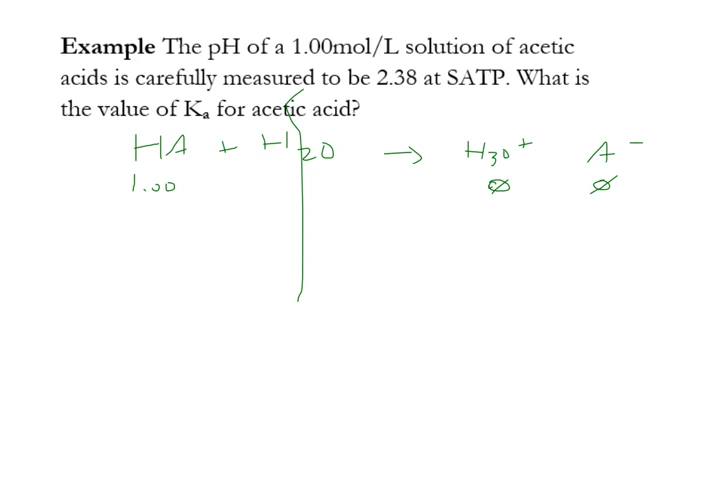 Example The pH of a 1.00mol/L solution of acetic
acids is carefully measured to be 2.38 at SATP. What is
the value of Kₐ for acetic acid?
HA + H₂O → H₃O⁺ A⁻
1.00 ∅ ∅